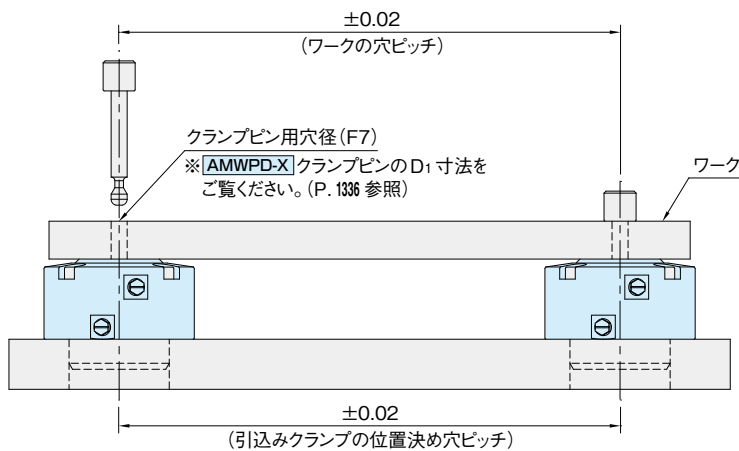 ±0.02
(ワークの穴ピッチ)
クランプピン用穴径(F7)
※ AMWPD-X クランプピンのD1 寸法を
ご覧ください。(P. 1336 参照)
ワーク
±0.02
(引込みクランプの位置決め穴ピッチ)